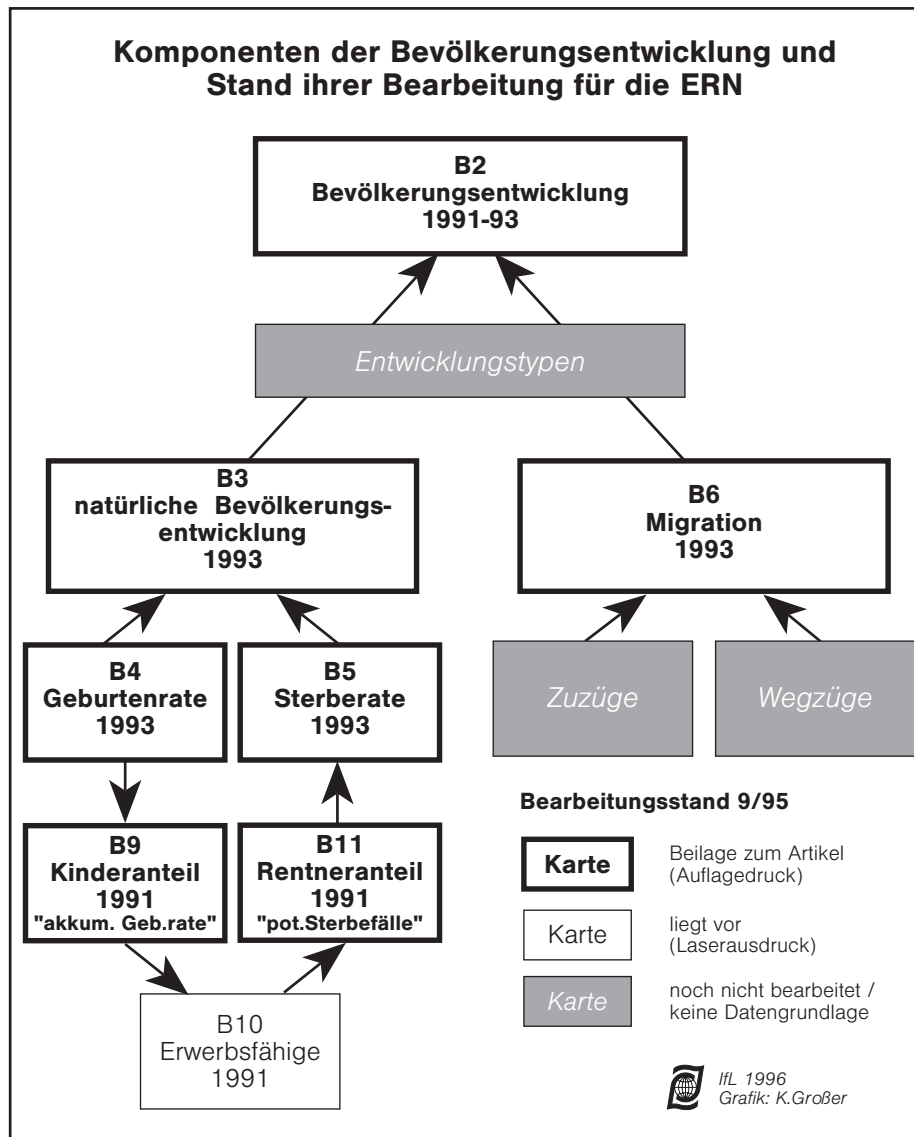 Komponenten der Bevölkerungsentwicklung und
Stand ihrer Bearbeitung für die ERN
B2
Bevölkerungsentwicklung
1991-93
Entwicklungstypen
B3
natürliche Bevölkerungs-
entwicklung
1993
B6
Migration
1993
B4
Geburtenrate
1993
B5
Sterberate
1993
Zuzüge
Wegzüge
B9
Kinderanteil
1991
"akkum. Geb.rate"
B11
Rentneranteil
1991
"pot.Sterbefälle"
B10
Erwerbsfähige
1991
Bearbeitungsstand 9/95
Karte
Beilage zum Artikel
(Auflagedruck)
Karte
liegt vor
(Laserausdruck)
Karte
noch nicht bearbeitet /
keine Datengrundlage
IfL 1996
Grafik: K.Großer